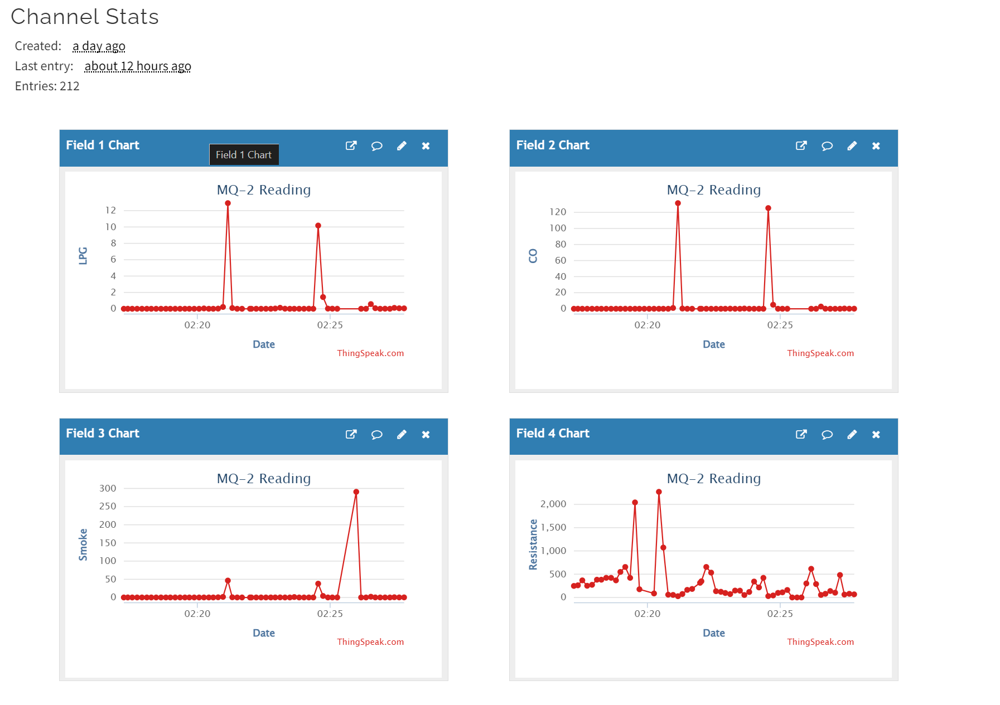 Channel Stats
Created: a day ago
Last entry: about 12 hours ago
Entries: 212
Field 1 Chart
Field 1 Chart
MQ-2 Reading
LPG
12
10
8
6
4
2
0
02:20 02:25
Date
ThingSpeak.com
Field 2 Chart
MQ-2 Reading
CO
120
100
80
60
40
20
0
02:20 02:25
Date
ThingSpeak.com
Field 3 Chart
MQ-2 Reading
Smoke
300
250
200
150
100
50
0
02:20 02:25
Date
ThingSpeak.com
Field 4 Chart
MQ-2 Reading
Resistance
2,000
1,500
1,000
500
0
02:20 02:25
Date
ThingSpeak.com